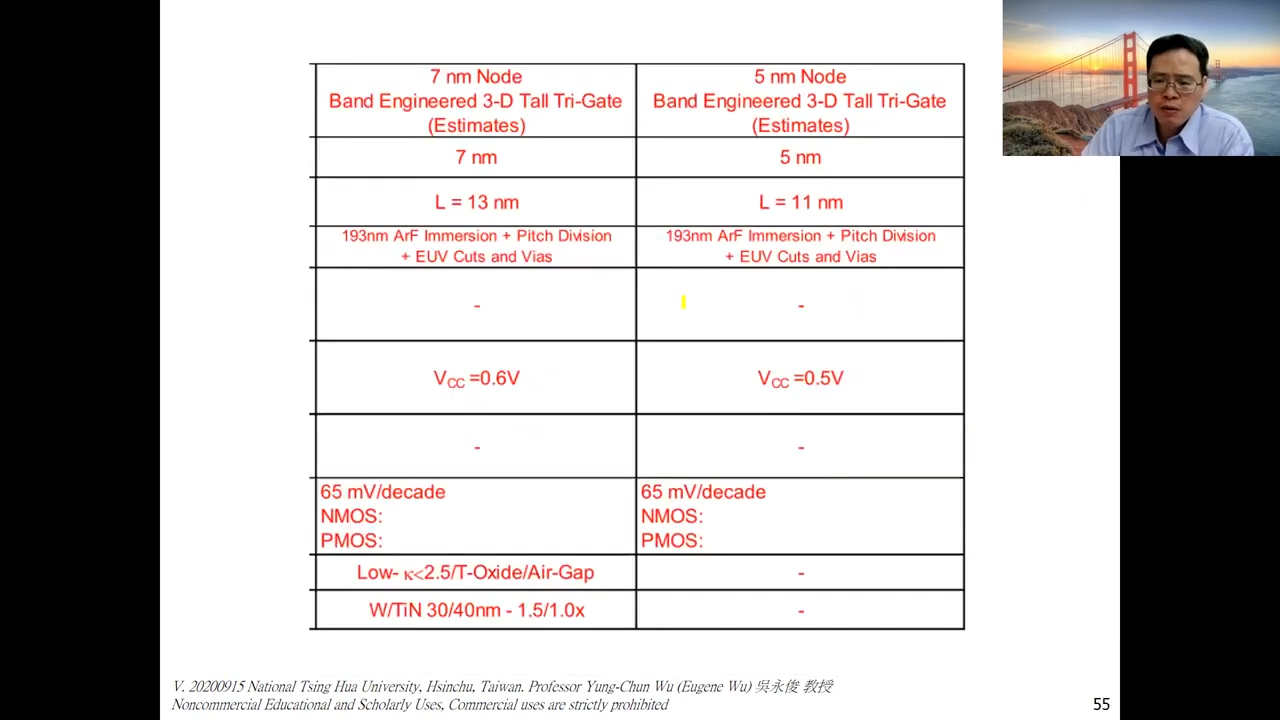 7 nm Node
Band Engineered 3-D Tall Tri-Gate
(Estimates)
5 nm Node
Band Engineered 3-D Tall Tri-Gate
(Estimates)
7 nm
5 nm
L = 13 nm
L = 11 nm
193nm ArF Immersion + Pitch Division
+ EUV Cuts and Vias
193nm ArF Immersion + Pitch Division
+ EUV Cuts and Vias
-
-
VCC =0.6V
VCC =0.5V
-
-
65 mV/decade
NMOS:
PMOS:
65 mV/decade
NMOS:
PMOS:
Low- κ<2.5/T-Oxide/Air-Gap
-
W/TiN 30/40nm - 1.5/1.0x
-
V. 20200915 National Tsing Hua University, Hsinchu, Taiwan. Professor Yung-Chun Wu (Eugene Wu) 吳永俊 教授
Noncommercial Educational and Scholarly Uses, Commercial uses are strictly prohibited
55